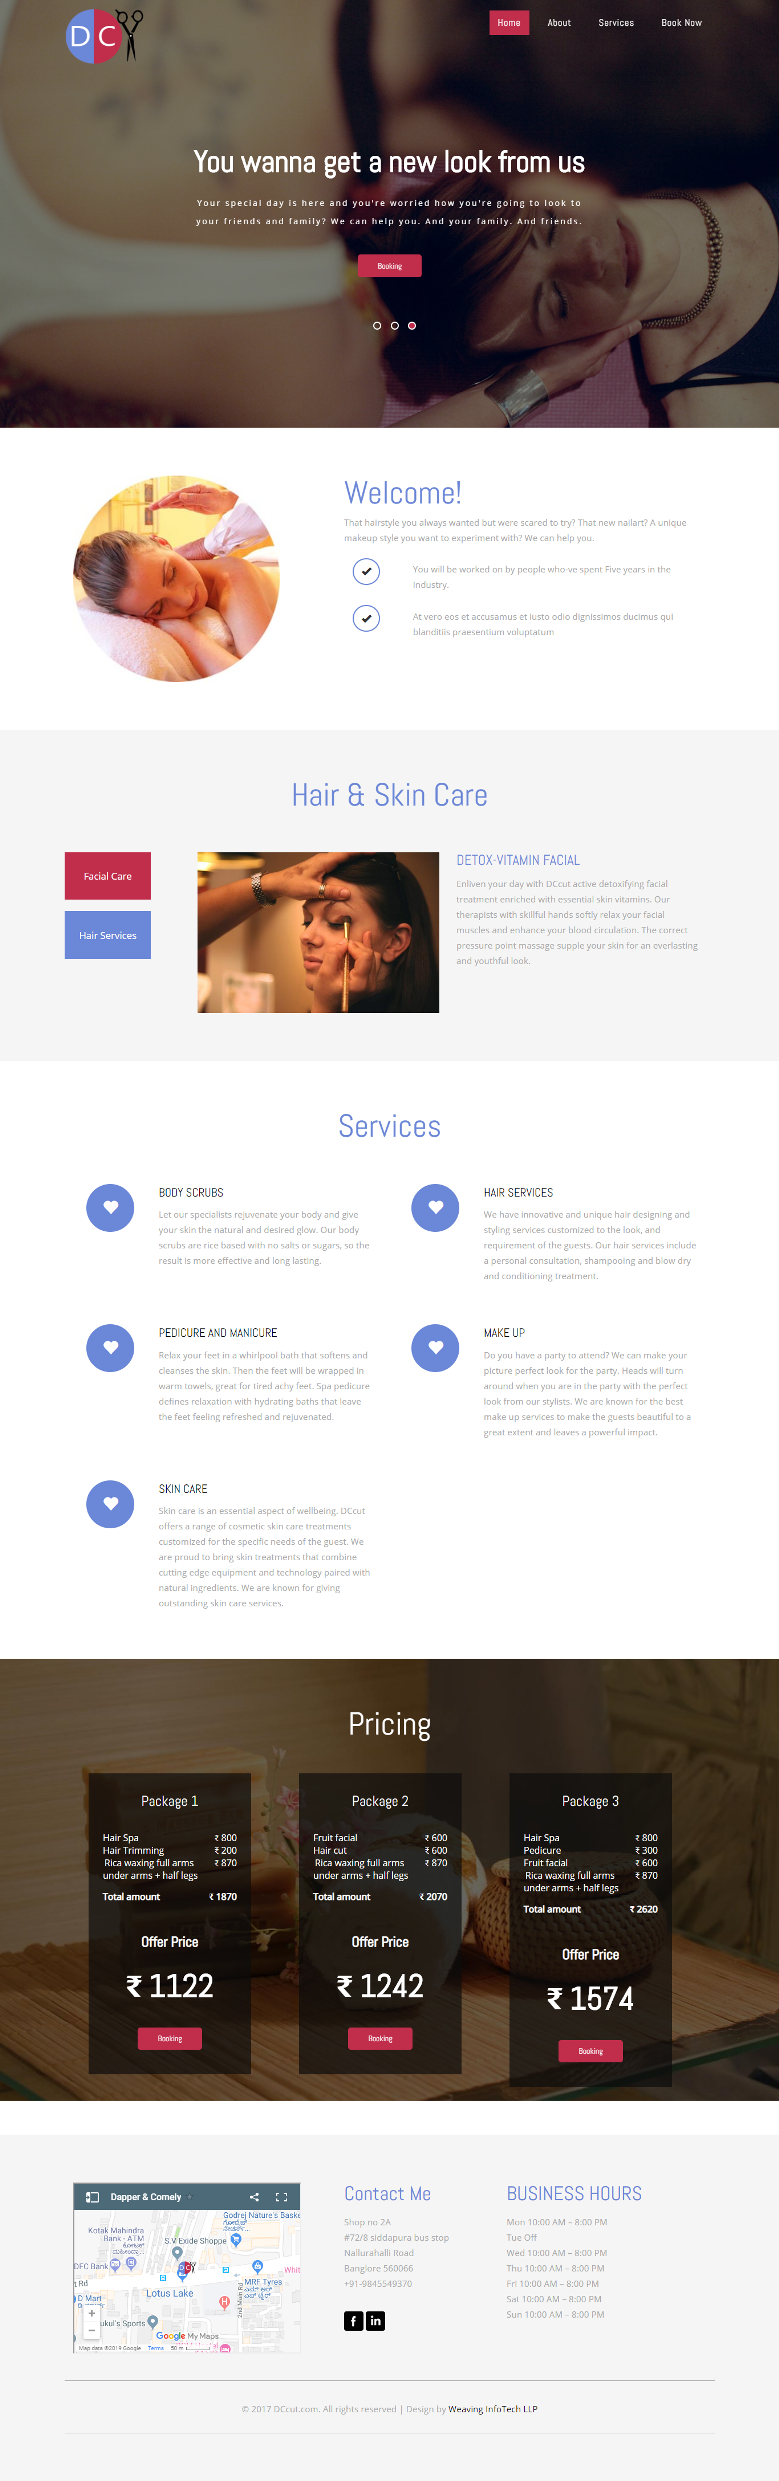 DC
Home About Services Book Now
You wanna get a new look from us
Your special day is here and you're worried how you're going to look to
your friends and family? We can help you. And your family. And friends.
Booking
Welcome!
That hairstyle you always wanted but were scared to try? That new nailart? A unique
makeup style you want to experiment with? We can help you.
You will be worked on by people who-ve spent Five years in the
industry.
At vero eos et accusamus et iusto odio dignissimos ducimus qui
blanditiis praesentium voluptatum
Hair & Skin Care
Facial Care
Hair Services
DETOX-VITAMIN FACIAL
Enliven your day with DCcut active detoxifying facial
treatment enriched with essential skin vitamins. Our
therapists with skillful hands softly relax your facial
muscles and enhance your blood circulation. The correct
pressure point massage supple your skin for an everlasting
and youthful look.
Services
BODY SCRUBS
Let our specialists rejuvenate your body and give
your skin the natural and desired glow. Our body
scrubs are rice based with no salts or sugars, so the
result is more effective and long lasting.
HAIR SERVICES
We have innovative and unique hair designing and
styling services customized to the look, and
requirement of the guests. Our hair services include
a personal consultation, shampooing and blow dry
and conditioning treatment.
PEDICURE AND MANICURE
Relax your feet in a whirlpool bath that softens and
cleanses the skin. Then the feet will be wrapped in
warm towels, great for tired achy feet. Spa pedicure
defines relaxation with hydrating baths that leave
the feet feeling refreshed and rejuvenated.
MAKE UP
Do you have a party to attend? We can make your
picture perfect look for the party. Heads will turn
around when you are in the party with the perfect
look from our stylists. We are known for the best
make up services to make the guests beautiful to a
great extent and leaves a powerful impact.
SKIN CARE
Skin care is an essential aspect of wellbeing. DCcut
offers a range of cosmetic skin care treatments
customized for the specific needs of the guest. We
are proud to bring skin treatments that combine
cutting edge equipment and technology paired with
natural ingredients. We are known for giving
outstanding skin care services.
Pricing
Package 1
Hair Spa ₹ 800
Hair Trimming ₹ 200
Rica waxing full arms ₹ 870
under arms + half legs
Total amount ₹ 1870
Offer Price
₹ 1122
Booking
Package 2
Fruit facial ₹ 600
Hair cut ₹ 600
Rica waxing full arms ₹ 870
under arms + half legs
Total amount ₹ 2070
Offer Price
₹ 1242
Booking
Package 3
Hair Spa ₹ 800
Pedicure ₹ 300
Fruit facial ₹ 600
Rica waxing full arms ₹ 870
under arms + half legs
Total amount ₹ 2620
Offer Price
₹ 1574
Booking
Dapper & Comely
Godrej Nature's Baske
Kotak Mahindra
Bank - ATM
S.V Exide Shoppe
DFC Bank
t Rd
Whit
MRF Tyres
Lotus Lake
D Mart
2nd Main Rd
ukul's Sports
Google My Maps
Map data ©2019 Google Terms 50 m
Contact Me
Shop no 2A
#72/8 siddapura bus stop
Nallurahalli Road
Banglore 560066
+91-9845549370
f in
BUSINESS HOURS
Mon 10:00 AM – 8:00 PM
Tue Off
Wed 10:00 AM – 8:00 PM
Thu 10:00 AM – 8:00 PM
Fri 10:00 AM – 8:00 PM
Sat 10:00 AM – 8:00 PM
Sun 10:00 AM – 8:00 PM
© 2017 DCcut.com. All rights reserved | Design by Weaving InfoTech LLP